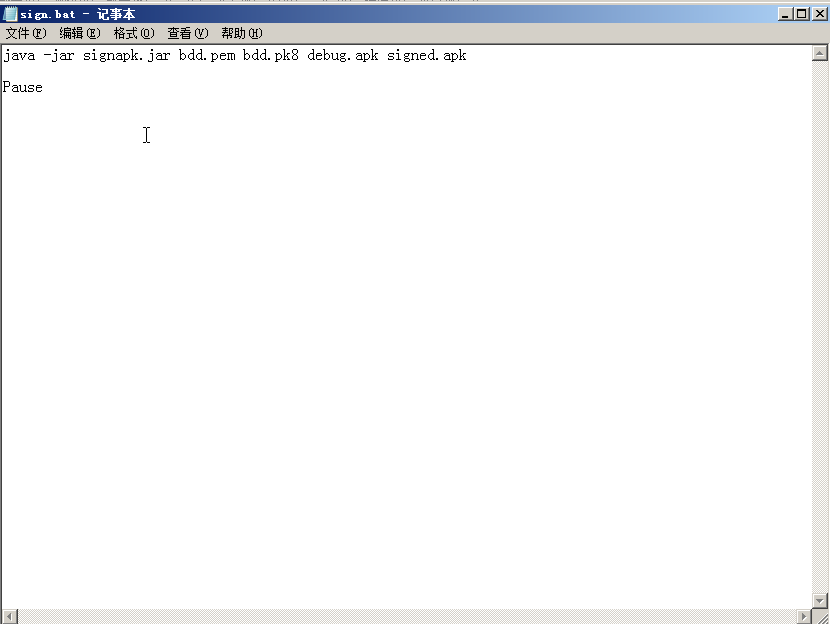 sign.bat - 记事本
文件(F) 编辑(E) 格式(O) 查看(V) 帮助(H)
java -jar signapk.jar bdd.pem bdd.pk8 debug.apk signed.apk
Pause